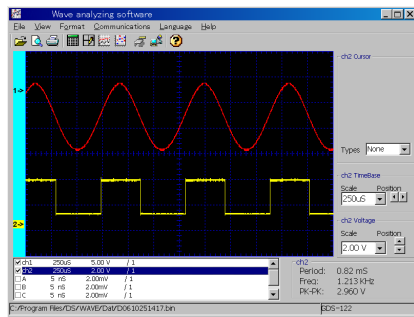 Wave analyzing software
File View Format Communications Language Help
ch2 Cursor
1->
Types None
ch2 TimeBase
Scale Position
250uS
ch2 Voltage
Scale Position
2.00 V
2->
ch1 250uS 5.00 V / 1
ch2 250uS 2.00 V / 1
A 5 nS 2.00mV / 1
B 5 nS 2.00mV / 1
C 5 nS 2.00mV / 1
ch2
Period: 0.82 mS
Freq: 1.213 KHz
PK-PK: 2.960 V
C:/Program Files/DS/WAVE/Dat/D0610251417.bin GDS-122